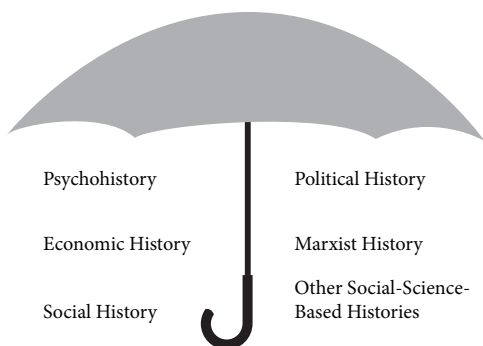 Psychohistory
Political History
Economic History
Marxist History
Social History
Other Social-Science-
Based Histories